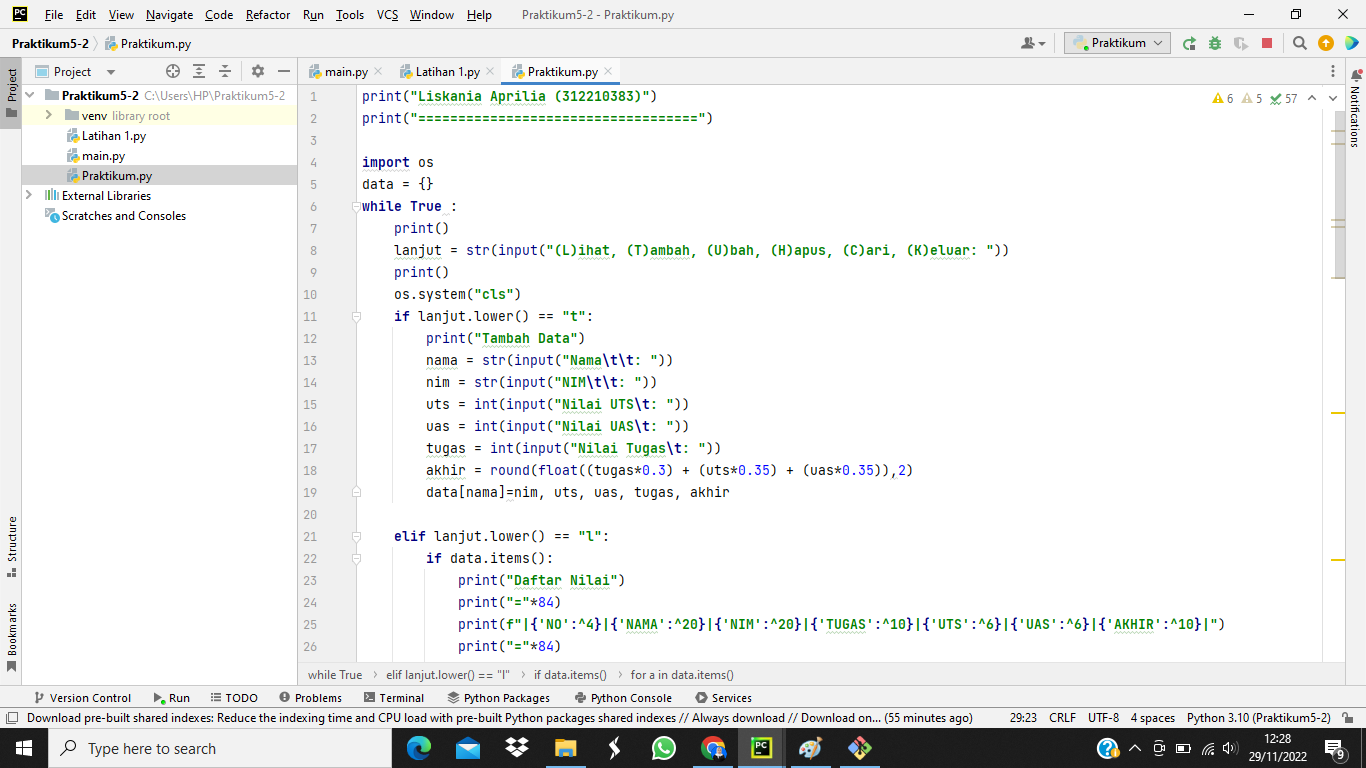 File Edit View Navigate Code Refactor Run Tools VCS Window Help Praktikum5-2 - Praktikum.py
Praktikum5-2 Praktikum.py Praktikum
Project main.py Latihan 1.py Praktikum.py
Project
Praktikum5-2 C:\Users\HP\Praktikum5-2
venv library root
Latihan 1.py
main.py
Praktikum.py
External Libraries
Scratches and Consoles
6 5 57
1 print("Liskania Aprilia (312210383)")
2 print("===================================")
3
4 import os
5 data = {}
6 while True :
7 print()
8 lanjut = str(input("(L)ihat, (T)ambah, (U)bah, (H)apus, (C)ari, (K)eluar: "))
9 print()
10 os.system("cls")
11 if lanjut.lower() == "t":
12 print("Tambah Data")
13 nama = str(input("Nama\t\t: "))
14 nim = str(input("NIM\t\t: "))
15 uts = int(input("Nilai UTS\t: "))
16 uas = int(input("Nilai UAS\t: "))
17 tugas = int(input("Nilai Tugas\t: "))
18 akhir = round(float((tugas*0.3) + (uts*0.35) + (uas*0.35)),2)
19 data[nama]=nim, uts, uas, tugas, akhir
20
21 elif lanjut.lower() == "l":
22 if data.items():
23 print("Daftar Nilai")
24 print("="*84)
25 print(f"|{'NO':^4}|{'NAMA':^20}|{'NIM':^20}|{'TUGAS':^10}|{'UTS':^6}|{'UAS':^6}|{'AKHIR':^10}|")
26 print("="*84)
Notifications
Structure
Bookmarks
while True elif lanjut.lower() == "l" if data.items() for a in data.items()
Version Control Run TODO Problems Terminal Python Packages Python Console Services
Download pre-built shared indexes: Reduce the indexing time and CPU load with pre-built Python packages shared indexes // Always download // Download on... (55 minutes ago) 29:23 CRLF UTF-8 4 spaces Python 3.10 (Praktikum5-2)
Type here to search
12:28
29/11/2022
9